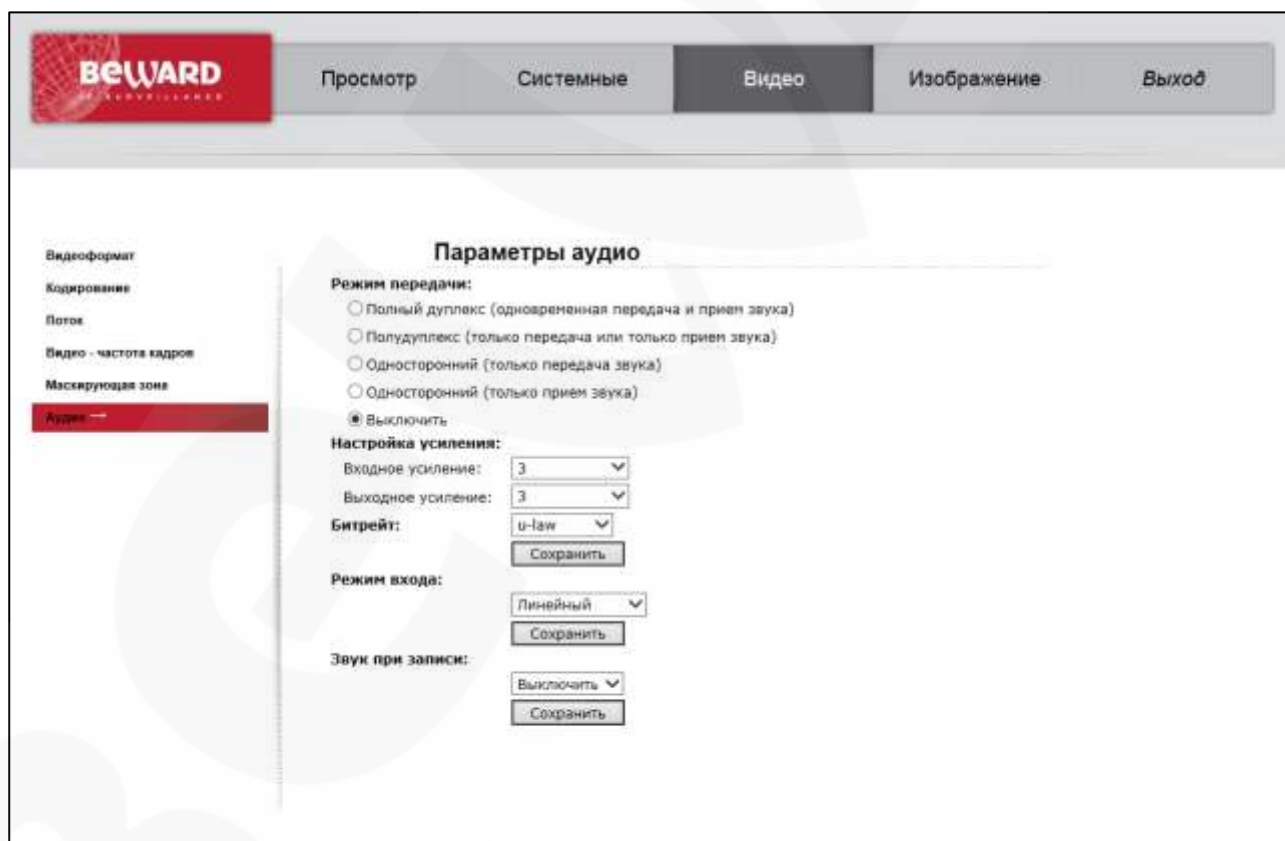 BEWARD
Просмотр
Системные
Видео
Изображение
Выход
Видеоформат
Кодирование
Поток
Видео - частота кадров
Маскирующая зона
Аудио →
Параметры аудио
Режим передачи:
Полный дуплекс (одновременная передача и прием звука)
Полудуплекс (только передача или только прием звука)
Односторонний (только передача звука)
Односторонний (только прием звука)
Выключить
Настройка усиления:
Входное усиление: 3
Выходное усиление: 3
Битрейт: u-law
Сохранить
Режим входа:
Линейный
Сохранить
Звук при записи:
Выключить
Сохранить